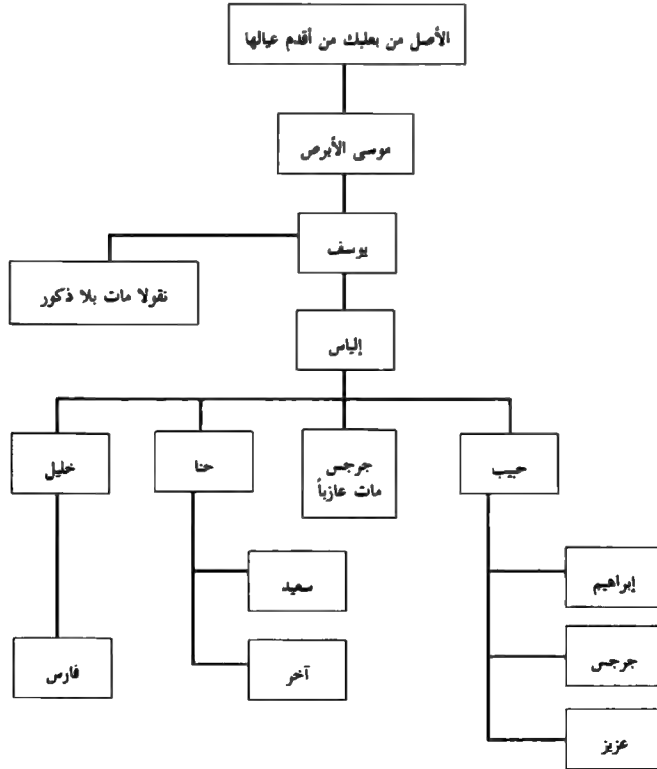 الأصل من بعلبك من أقدم عيالها
موسى الأبرص
يوسف
نقولا مات بلا ذكور
إلياس
حبيب
جرجس
مات عازباً
حنا
خليل
إبراهيم
سعيد
جرجس
آخر
فارس
عزيز